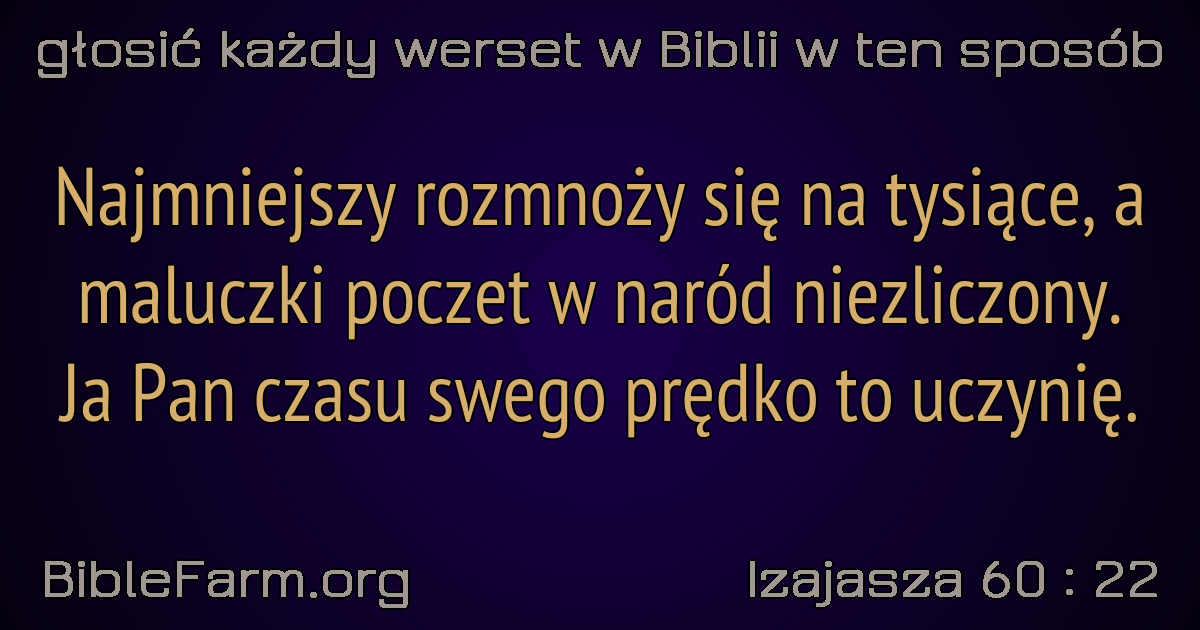 głosić każdy werset w Biblii w ten sposób
Najmniejszy rozmnoży się na tysiące, a
maluczki poczet w naród niezliczony.
Ja Pan czasu swego prędko to uczynię.
BibleFarm.org
Izajasza 60 : 22